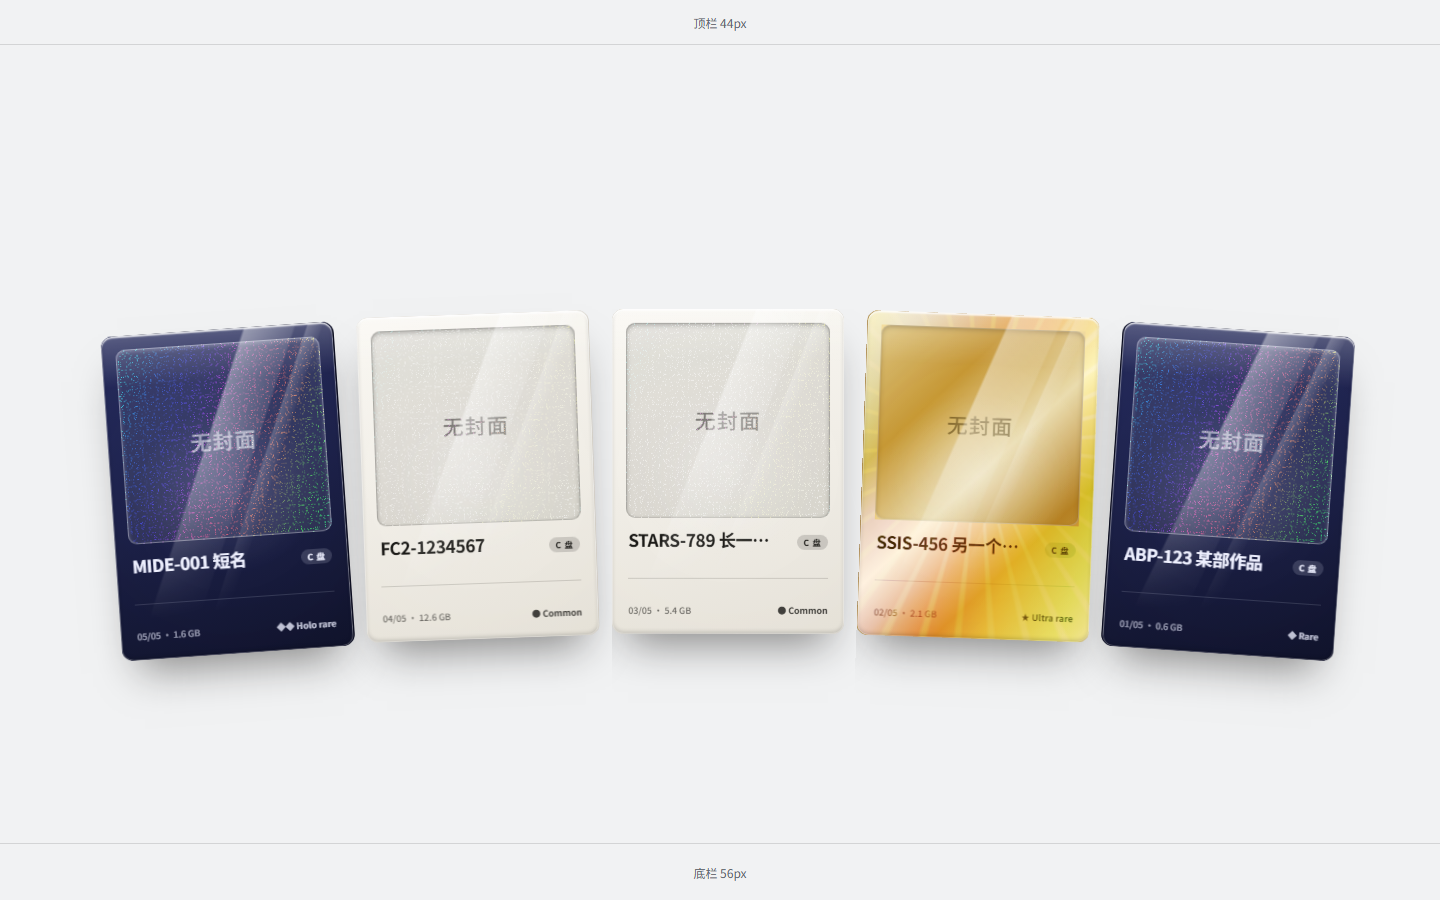 顶栏 44px
无封面
MIDE-001 短名
C 盘
05/05 • 1.6 GB
◆◆ Holo rare
无封面
FC2-1234567
C 盘
04/05 • 12.6 GB
● Common
无封面
STARS-789 长一…
C 盘
03/05 • 5.4 GB
● Common
无封面
SSIS-456 另一个…
C 盘
02/05 • 2.1 GB
★ Ultra rare
无封面
ABP-123 某部作品
C 盘
01/05 • 0.6 GB
◆ Rare
底栏 56px